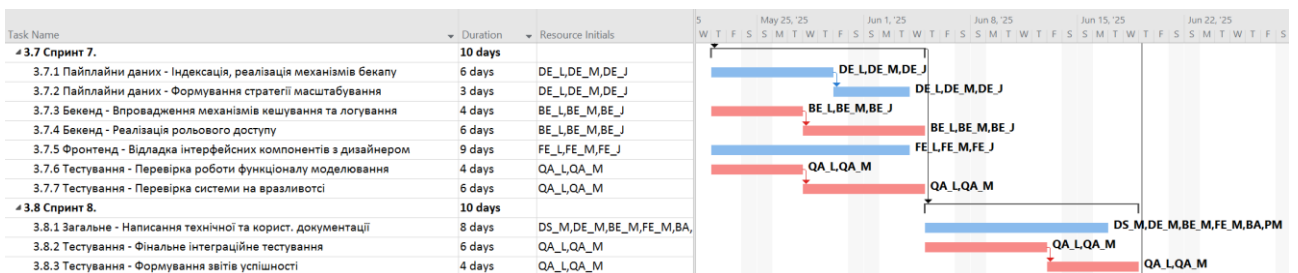 5 May 25, '25 Jun 1, '25 Jun 8, '25 Jun 15, '25 Jun 22, '25
Task Name Duration Resource Initials W T F S S M T W T F S S M T W T F S S M T W T F S S M T W T F S S M T W T F S
3.7 Спринт 7. 10 days
3.7.1 Пайплайни даних - Індексація, реалізація механізмів бекапу 6 days DE_L,DE_M,DE_J DE_L,DE_M,DE_J
3.7.2 Пайплайни даних - Формування стратегії масштабування 3 days DE_L,DE_M,DE_J DE_L,DE_M,DE_J
3.7.3 Бекенд - Впровадження механізмів кешування та логування 4 days BE_L,BE_M,BE_J BE_L,BE_M,BE_J
3.7.4 Бекенд - Реалізація рольового доступу 6 days BE_L,BE_M,BE_J BE_L,BE_M,BE_J
3.7.5 Фронтенд - Відладка інтерфейсних компонентів з дизайнером 9 days FE_L,FE_M,FE_J FE_L,FE_M,FE_J
3.7.6 Тестування - Перевірка роботи функціоналу моделювання 4 days QA_L,QA_M QA_L,QA_M
3.7.7 Тестування - Перевірка системи на вразливотсі 6 days QA_L,QA_M QA_L,QA_M
3.8 Спринт 8. 10 days
3.8.1 Загальне - Написання технічної та корист. документації 8 days DS_M,DE_M,BE_M,FE_M,BA, DS_M,DE_M,BE_M,FE_M,BA,PM
3.8.2 Тестування - Фінальне інтеграційне тестування 6 days QA_L,QA_M QA_L,QA_M
3.8.3 Тестування - Формування звітів успішності 4 days QA_L,QA_M QA_L,QA_M